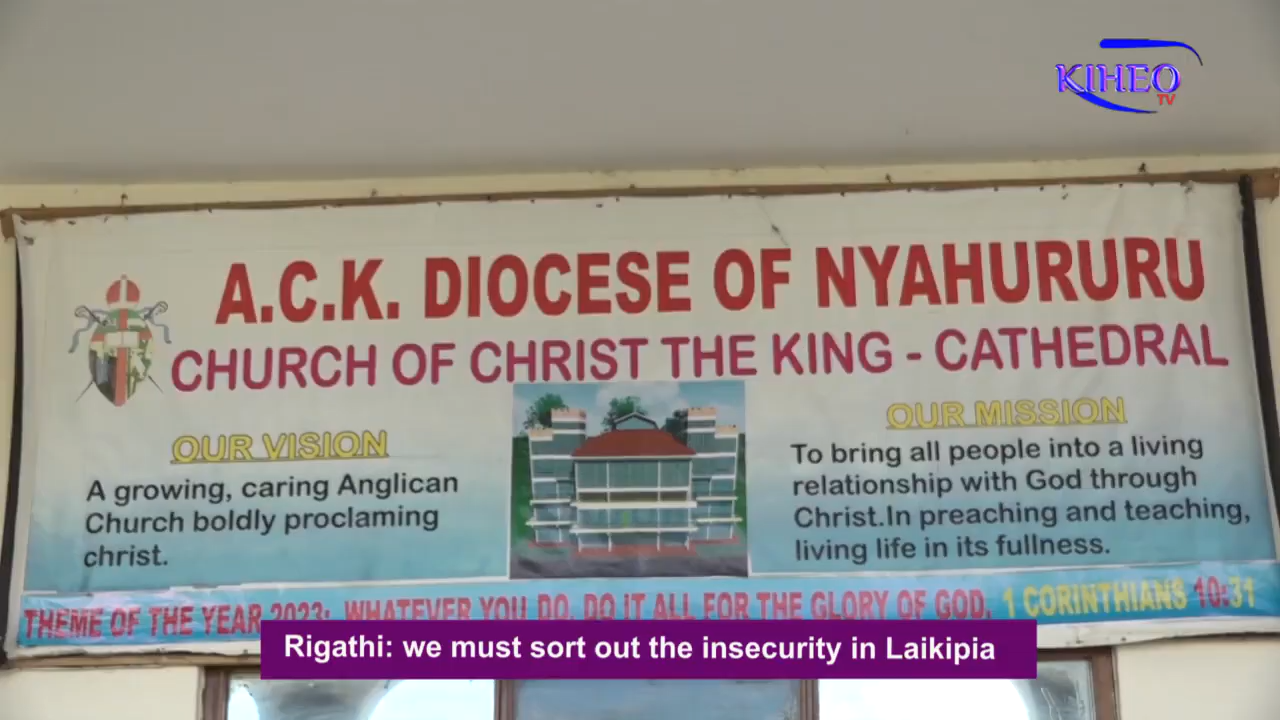 KIHEO
TV
A.C.K. DIOCESE OF NYAHURURU
CHURCH OF CHRIST THE KING - CATHEDRAL
OUR VISION
A growing, caring Anglican
Church boldly proclaming
christ.
OUR MISSION
To bring all people into a living
relationship with God through
Christ.In preaching and teaching,
living life in its fullness.
THEME OF THE YEAR 2023: WHATEVER YOU DO, DO IT ALL FOR THE GLORY OF GOD. 1 CORINTHIANS 10:31
Rigathi: we must sort out the insecurity in Laikipia